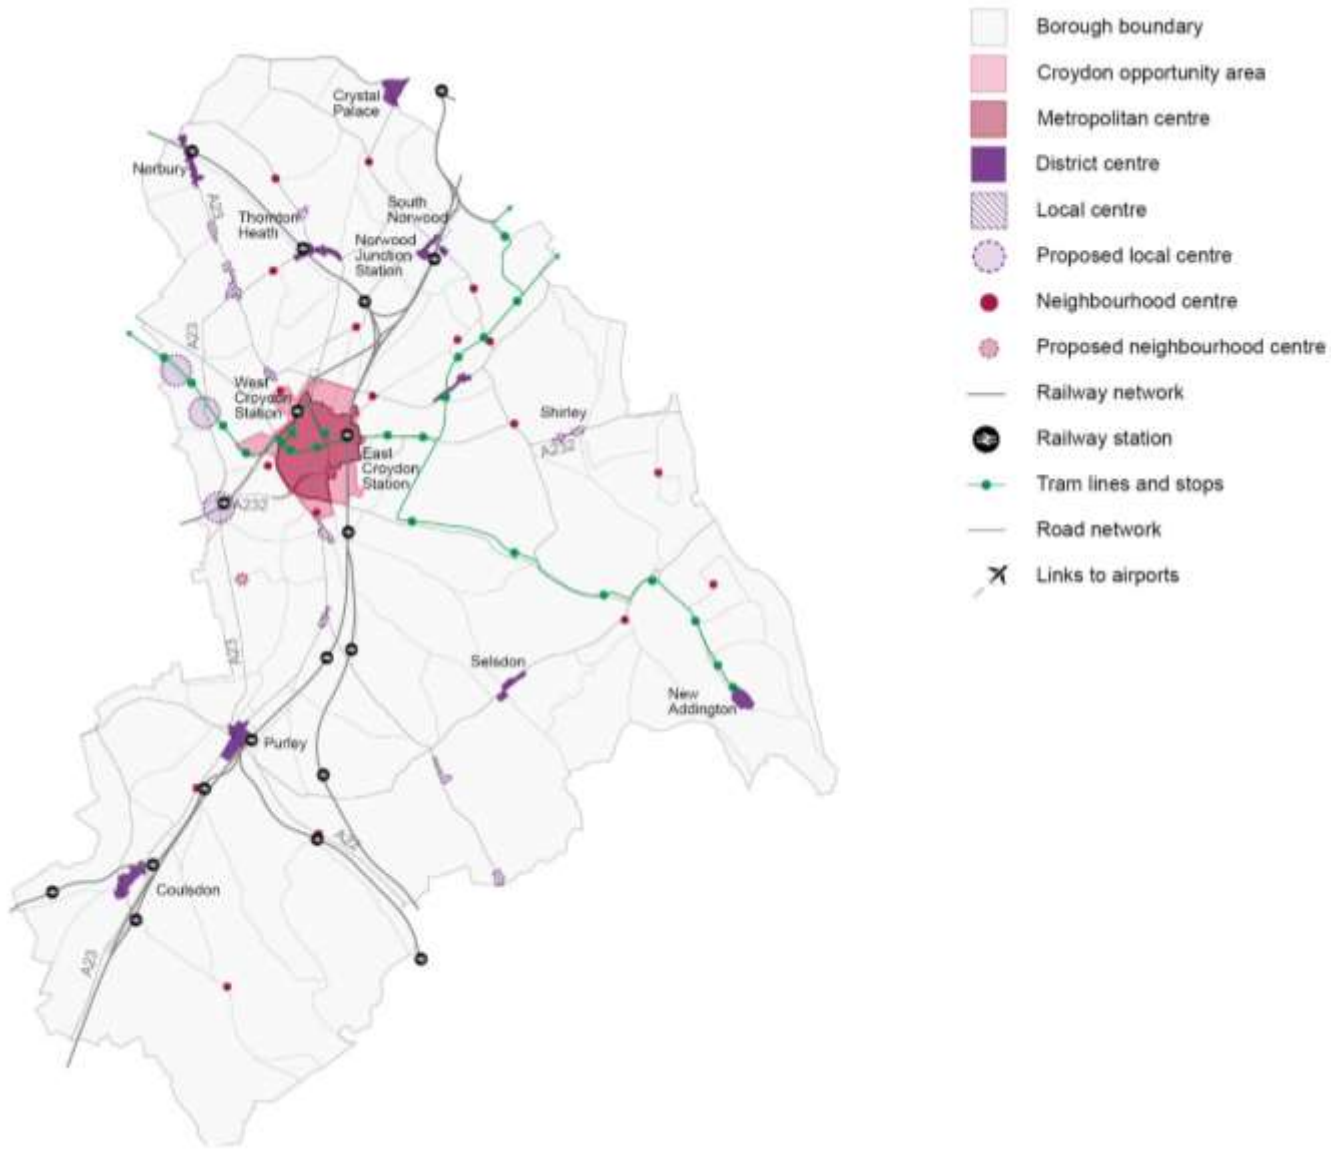 Borough boundary
Croydon opportunity area
Metropolitan centre
District centre
Local centre
Proposed local centre
Neighbourhood centre
Proposed neighbourhood centre
Railway network
Railway station
Tram lines and stops
Road network
Links to airports
Crystal
Palace
Norbury
A23
Thornton
Heath
South
Norwood
Norwood
Junction
Station
A23
West
Croydon
Station
Shirley
A232
East
Croydon
Station
A232
A23
Selsdon
New
Addington
Purley
A22
Coulsdon
A23